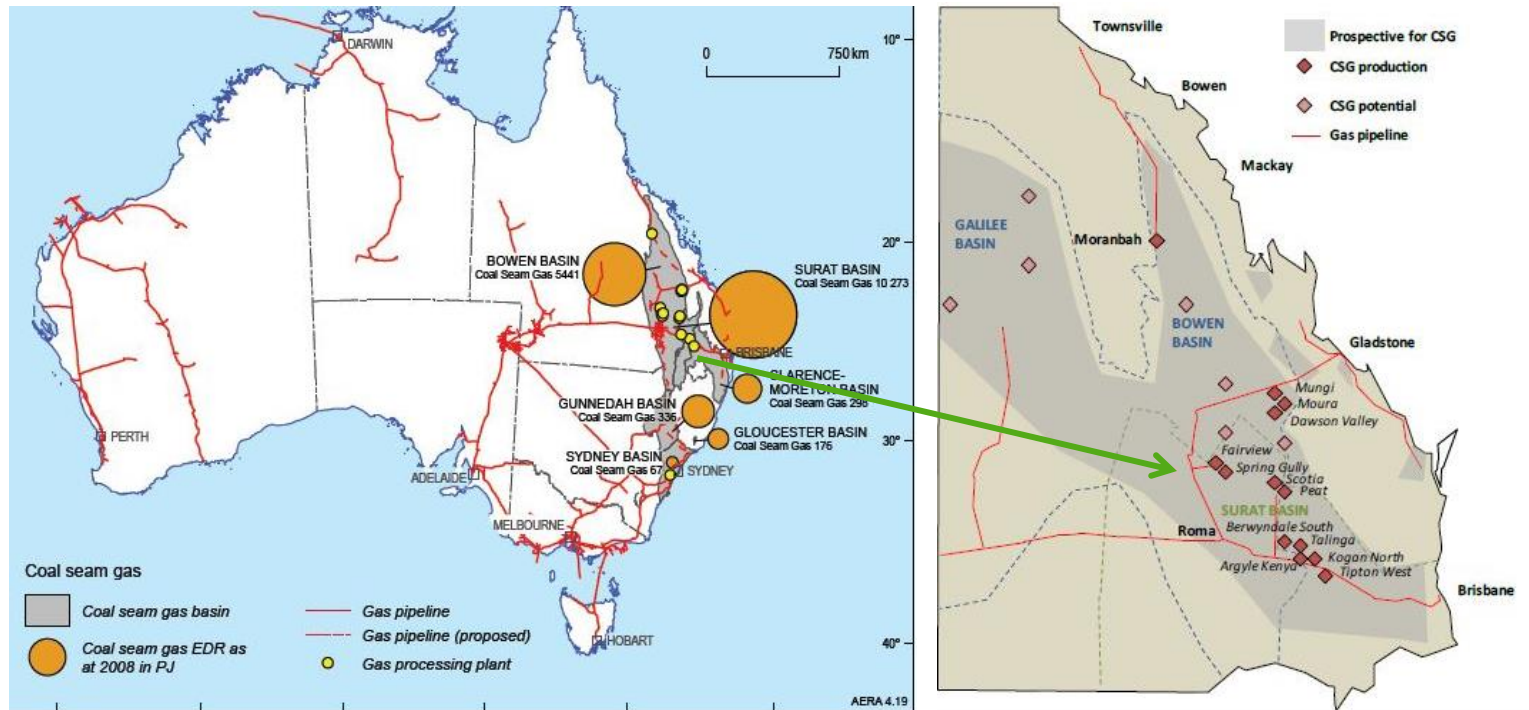 10°
DARWIN
0
750 km
20°
BOWEN BASIN
Coal Seam Gas 5441
SURAT BASIN
Coal Seam Gas 10 273
BRISBANE
CLARENCE-
MORETON BASIN
Coal Seam Gas 298
GUNNEDAH BASIN
Coal Seam Gas 336
GLOUCESTER BASIN
Coal Seam Gas 176
30°
PERTH
SYDNEY BASIN
Coal Seam Gas 67
SYDNEY
ADELAIDE
MELBOURNE
HOBART
40°
Coal seam gas
Coal seam gas basin
Coal seam gas EDR as
at 2008 in PJ
Gas pipeline
Gas pipeline (proposed)
Gas processing plant
AERA 4.19
Townsville
Prospective for CSG
CSG production
CSG potential
Gas pipeline
Bowen
Mackay
GALILEE
BASIN
Moranbah
BOWEN
BASIN
Gladstone
Mungi
Moura
Dawson Valley
Fairview
Spring Gully
Scotia
Peat
SURAT BASIN
Roma
Berwyndale South
Talinga
Argyle Kenya
Kogan North
Tipton West
Brisbane